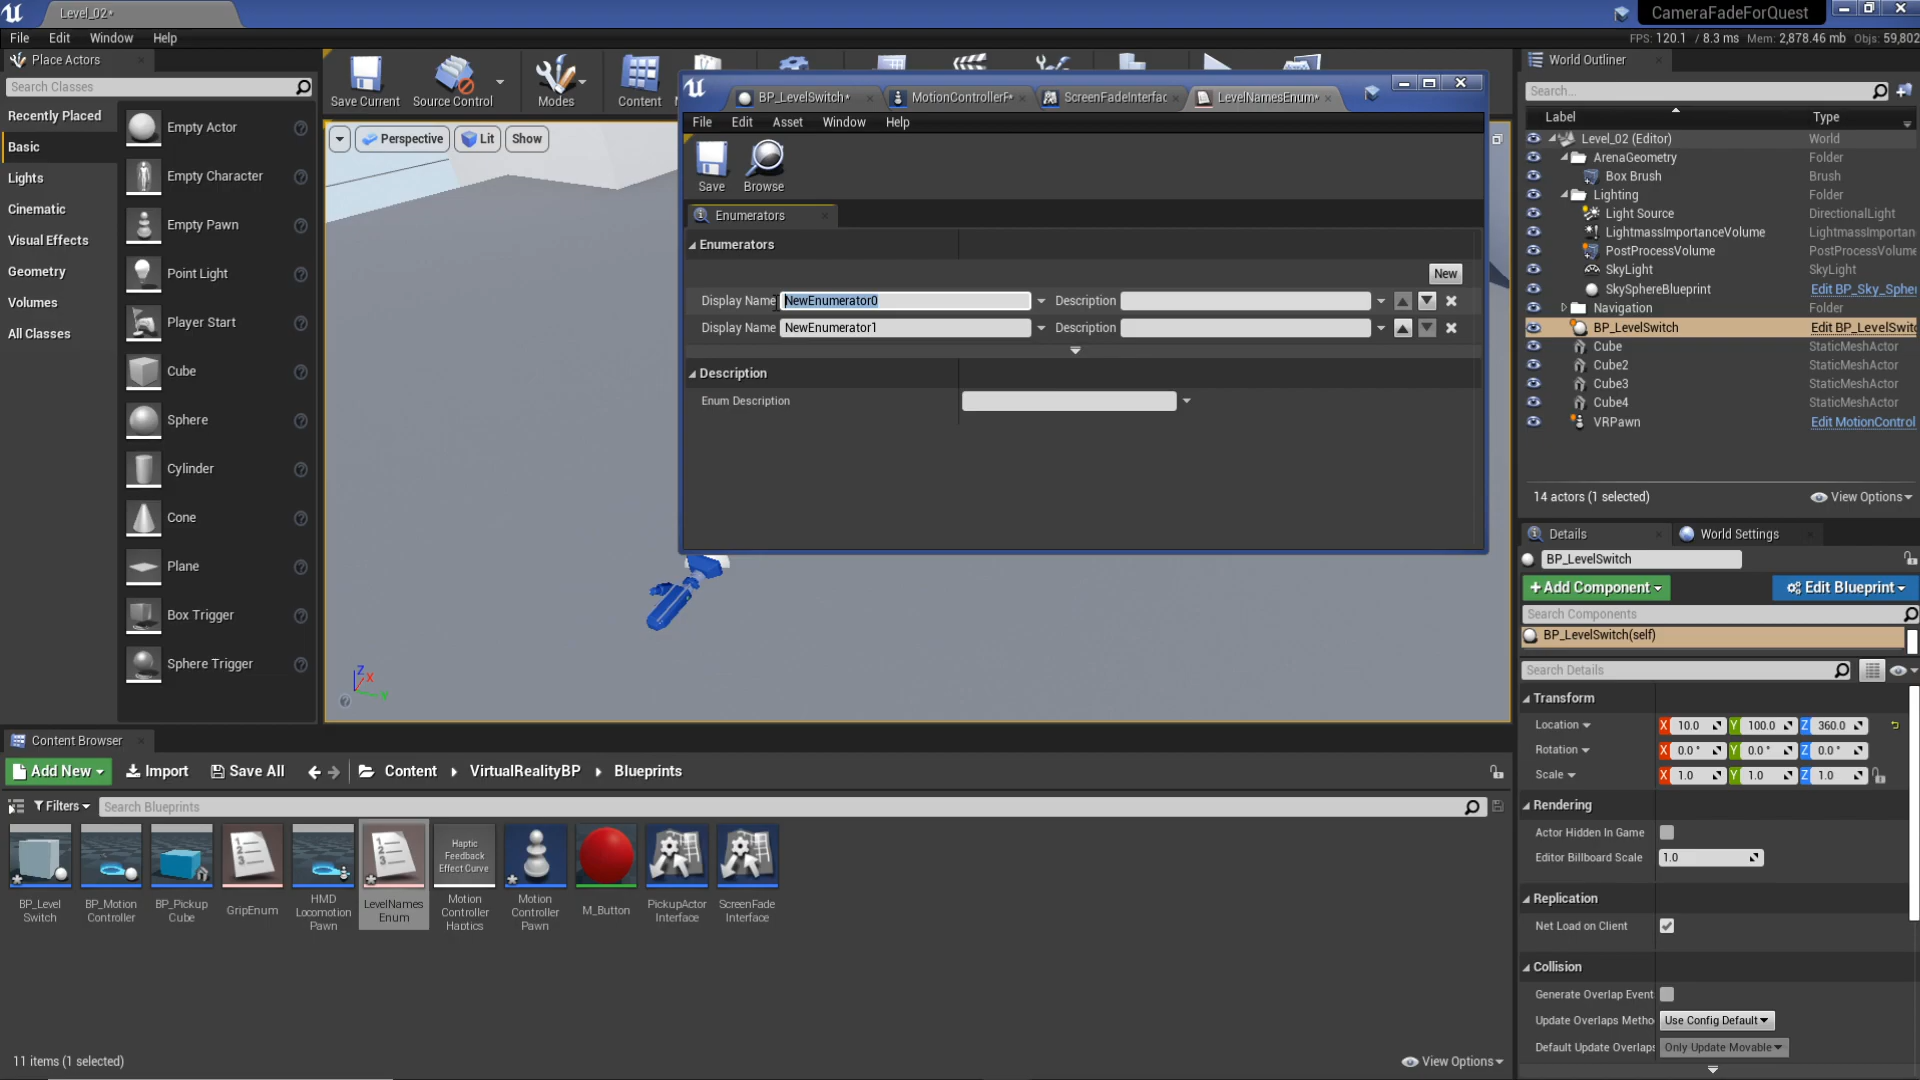 Level_02*
CameraFadeForQuest
File Edit Window Help
FPS: 120.1 / 8.3 ms Mem: 2,878.46 mb Objs: 59,802
Place Actors
Search Classes
Recently Placed
Basic
Lights
Cinematic
Visual Effects
Geometry
Volumes
All Classes
Empty Actor
Empty Character
Empty Pawn
Point Light
Player Start
Cube
Sphere
Cylinder
Cone
Plane
Box Trigger
Sphere Trigger
Save Current
Source Control
Modes
Content
Perspective
Lit
Show
BP_LevelSwitch*
MotionControllerP*
ScreenFadeInterfac
LevelNamesEnum*
File Edit Asset Window Help
Save
Browse
Enumerators
Enumerators
New
Display Name NewEnumerator0 Description
Display Name NewEnumerator1 Description
Description
Enum Description
Z X Y
World Outliner
Search...
Label Type
Level_02 (Editor) World
ArenaGeometry Folder
Box Brush Brush
Lighting Folder
Light Source DirectionalLight
LightmassImportanceVolume LightmassImportan
PostProcessVolume PostProcessVolume
SkyLight SkyLight
SkySphereBlueprint Edit BP_Sky_Spher
Navigation Folder
BP_LevelSwitch Edit BP_LevelSwitc
Cube StaticMeshActor
Cube2 StaticMeshActor
Cube3 StaticMeshActor
Cube4 StaticMeshActor
VRPawn Edit MotionControl
14 actors (1 selected)
View Options
Details
World Settings
BP_LevelSwitch
+Add Component
Edit Blueprint
Search Components
BP_LevelSwitch(self)
Search Details
Transform
Location X 10.0 Y 100.0 Z 360.0
Rotation X 0.0 ° Y 0.0 ° Z 0.0 °
Scale X 1.0 Y 1.0 Z 1.0
Rendering
Actor Hidden In Game
Editor Billboard Scale 1.0
Replication
Net Load on Client
Collision
Generate Overlap Event
Update Overlaps Metho Use Config Default
Default Update Overlaps Only Update Movable
Content Browser
Add New
Import
Save All
Content
VirtualRealityBP
Blueprints
Filters
Search Blueprints
1 2 3
1 2 3
Haptic
Feedback
Effect Curve
BP_Level
Switch
BP_Motion
Controller
BP_Pickup
Cube
GripEnum
HMD
Locomotion
Pawn
LevelNames
Enum
Motion
Controller
Haptics
Motion
Controller
Pawn
M_Button
PickupActor
Interface
ScreenFade
Interface
11 items (1 selected)
View Options